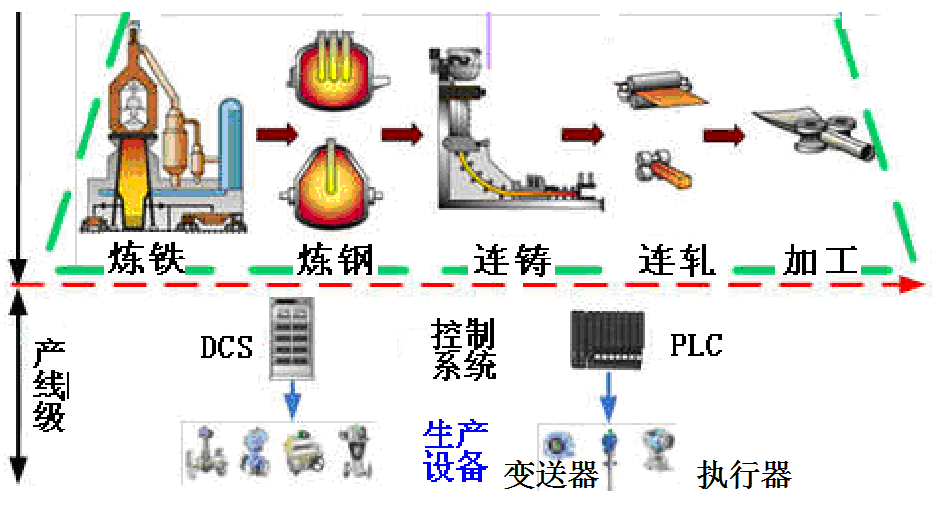 炼铁
炼钢
连铸
连轧
加工
产线级
DCS
控制
系统
PLC
生产
设备
变送器
执行器